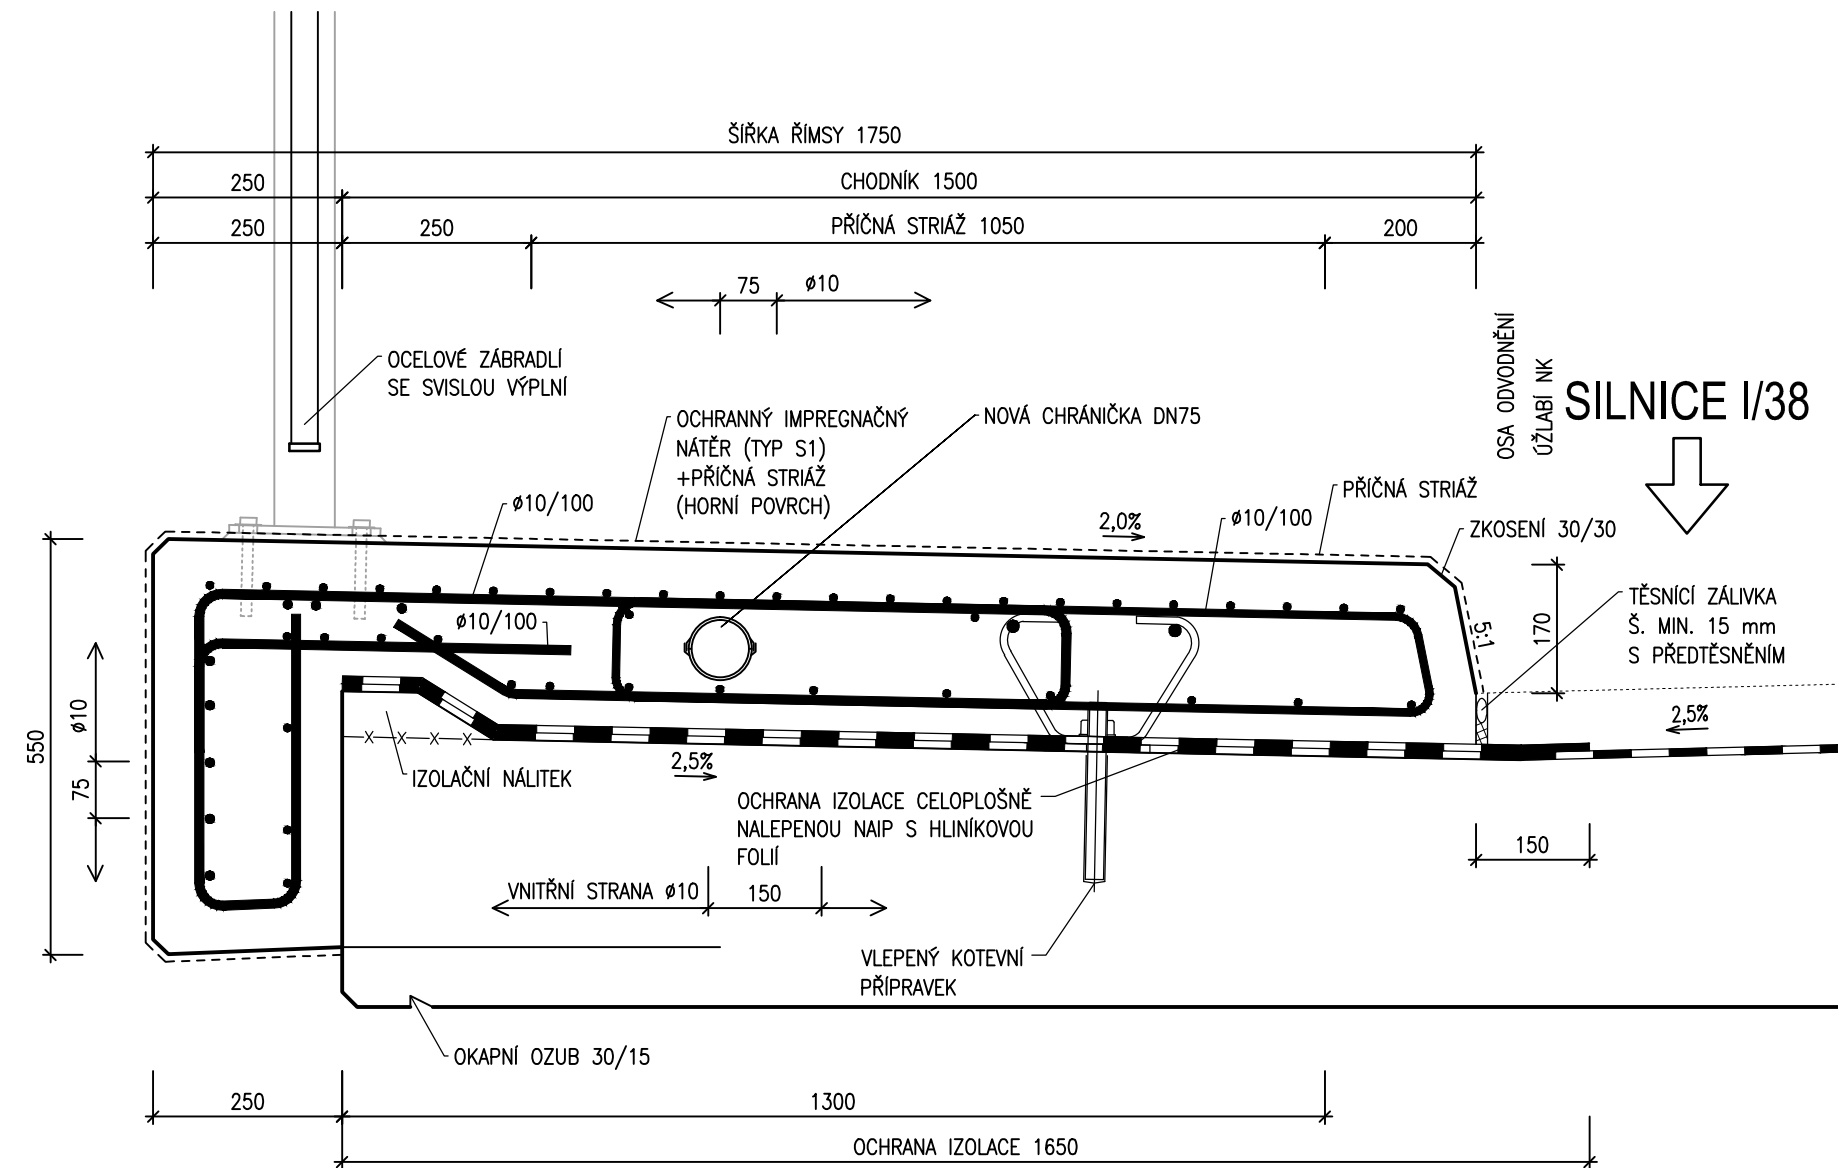 ŠÍŘKA ŘÍMSY 1750
250
CHODNÍK 1500
250
250
PŘÍČNÁ STRIÁŽ 1050
200
75
ø10
OCELOVÉ ZÁBRADLÍ
SE SVISLOU VÝPLNÍ
OCHRANNÝ IMPREGNAČNÝ
NÁTĚR (TYP S1)
+PŘÍČNÁ STRIÁŽ
(HORNÍ POVRCH)
NOVÁ CHRÁNIČKA DN75
OSA ODVODNĚNÍ
ÚŽLABÍ NK
SILNICE I/38
PŘÍČNÁ STRIÁŽ
ø10/100
2,0%
ø10/100
ZKOSENÍ 30/30
TĚSNÍCÍ ZÁLIVKA
Š. MIN. 15 mm
S PŘEDTĚSNĚNÍM
ø10/100
5:1
170
550
ø10
75
2,5%
IZOLAČNÍ NÁLITEK
2,5%
OCHRANA IZOLACE CELOPLOŠNĚ
NALEPENOU NAIP S HLINÍKOVOU
FOLIÍ
150
VNITŘNÍ STRANA ø10
150
VLEPENÝ KOTEVNÍ
PŘÍPRAVEK
OKAPNÍ OZUB 30/15
250
1300
OCHRANA IZOLACE 1650